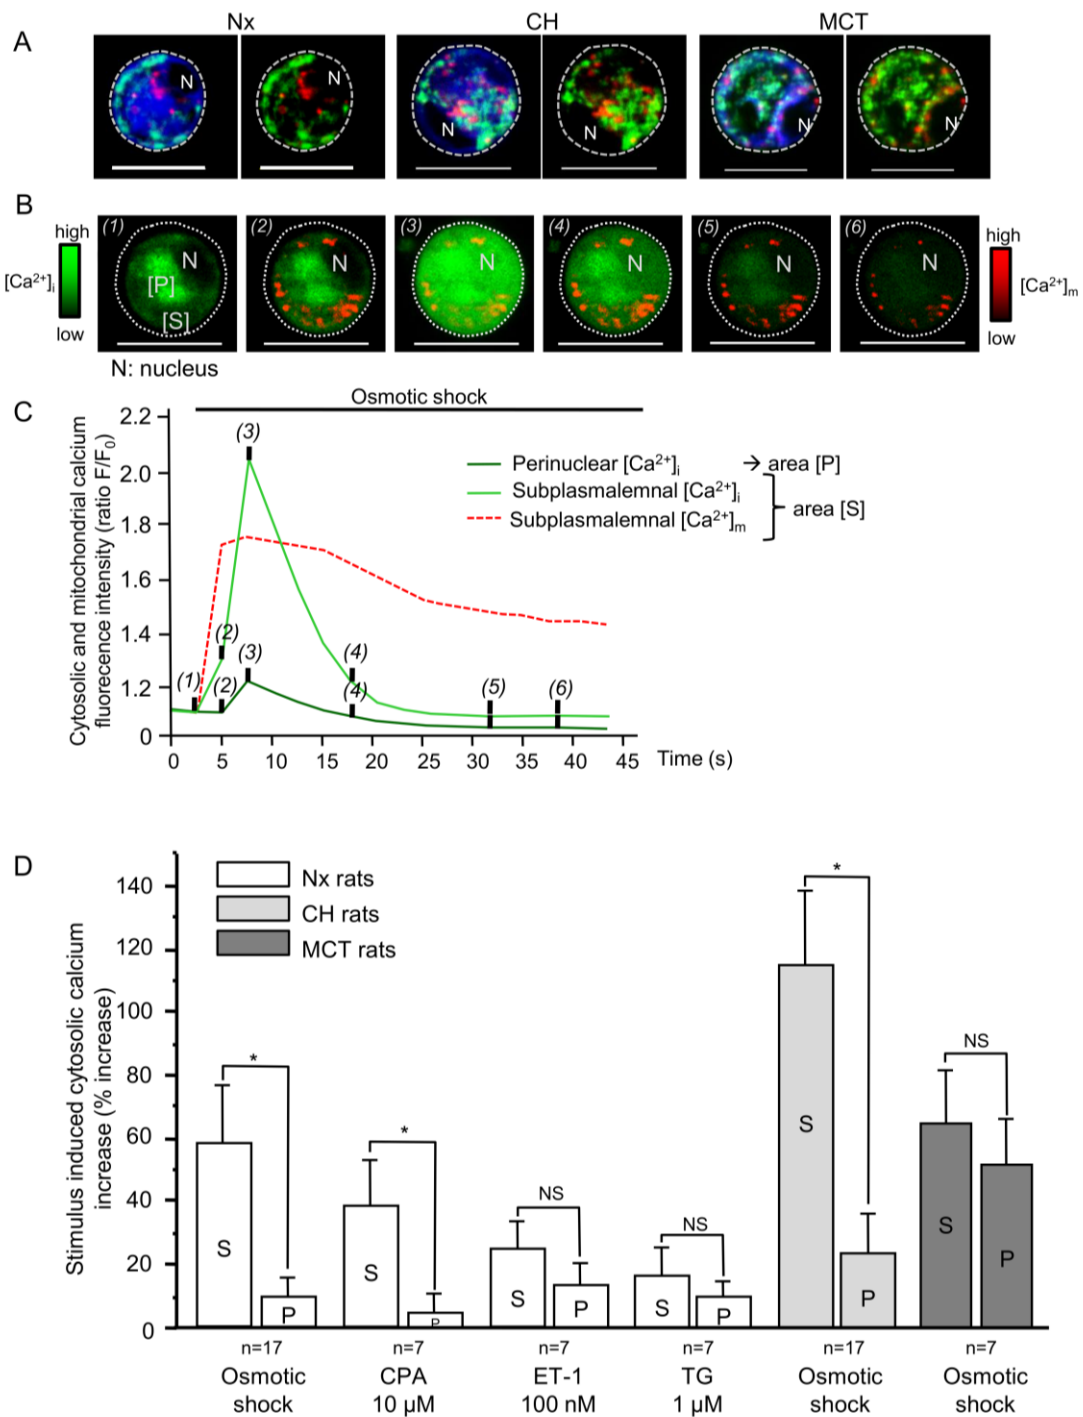 Nx CH MCT
A
N N N N N N
B
(1) (2) (3) (4) (5) (6)
high
[Ca²⁺]ᵢ
low
N N N N N N
[P]
[S]
high
[Ca²⁺]ₘ
low
N: nucleus
C
Osmotic shock
Cytosolic and mitochondrial calcium
fluorecence intensity (ratio F/F₀)
2.2
2.0
1.8
1.6
1.4
1.2
0
(3)
(2)
(3)
(4)
(1)
(2)
(4)
(5)
(6)
Perinuclear [Ca²⁺]ᵢ → area [P]
Subplasmalemnal [Ca²⁺]ᵢ
area [S]
Subplasmalemnal [Ca²⁺]ₘ
0 5 10 15 20 25 30 35 40 45 Time (s)
D
Stimulus induced cytosolic calcium
increase (% increase)
140
120
100
80
60
40
20
0
Nx rats
CH rats
MCT rats
* * NS NS * NS
S P S P S P S P S P S P
n=17 n=7 n=7 n=7 n=17 n=7
Osmotic CPA ET-1 TG Osmotic Osmotic
shock 10 µM 100 nM 1 µM shock shock